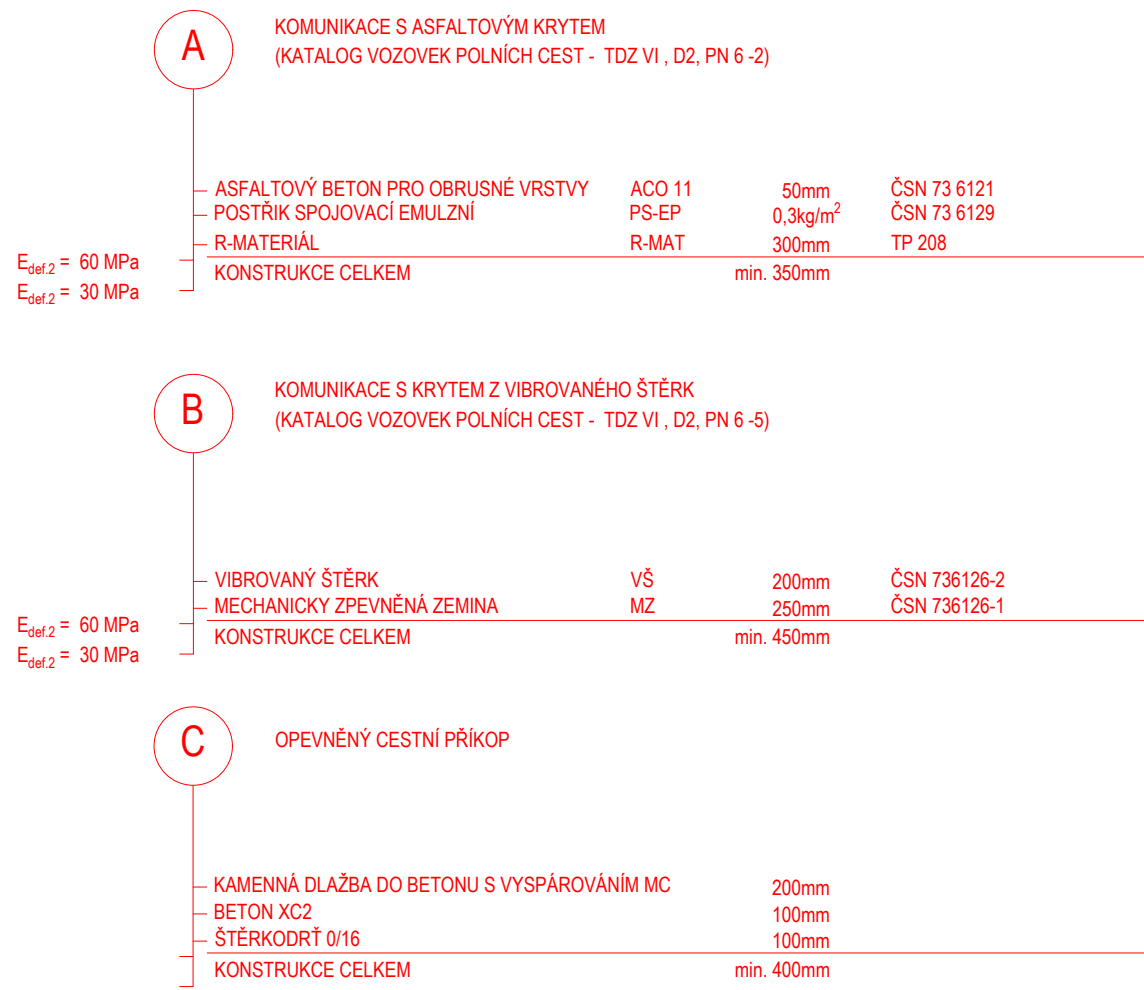 A
KOMUNIKACE S ASFALTOVÝM KRYTEM
(KATALOG VOZOVEK POLNÍCH CEST - TDZ VI , D2, PN 6 -2)
ASFALTOVÝ BETON PRO OBRUSNÉ VRSTVY ACO 11 50mm ČSN 73 6121
POSTŘIK SPOJOVACÍ EMULZNÍ PS-EP 0,3kg/m² ČSN 73 6129
R-MATERIÁL R-MAT 300mm TP 208
Edef.2 = 60 MPa
KONSTRUKCE CELKEM min. 350mm
Edef.2 = 30 MPa
B
KOMUNIKACE S KRYTEM Z VIBROVANÉHO ŠTĚRK
(KATALOG VOZOVEK POLNÍCH CEST - TDZ VI , D2, PN 6 -5)
VIBROVANÝ ŠTĚRK VŠ 200mm ČSN 736126-2
MECHANICKY ZPEVNĚNÁ ZEMINA MZ 250mm ČSN 736126-1
Edef.2 = 60 MPa
KONSTRUKCE CELKEM min. 450mm
Edef.2 = 30 MPa
C
OPEVNĚNÝ CESTNÍ PŘÍKOP
KAMENNÁ DLAŽBA DO BETONU S VYSPÁROVÁNÍM MC 200mm
BETON XC2 100mm
ŠTĚRKODRŤ 0/16 100mm
KONSTRUKCE CELKEM min. 400mm